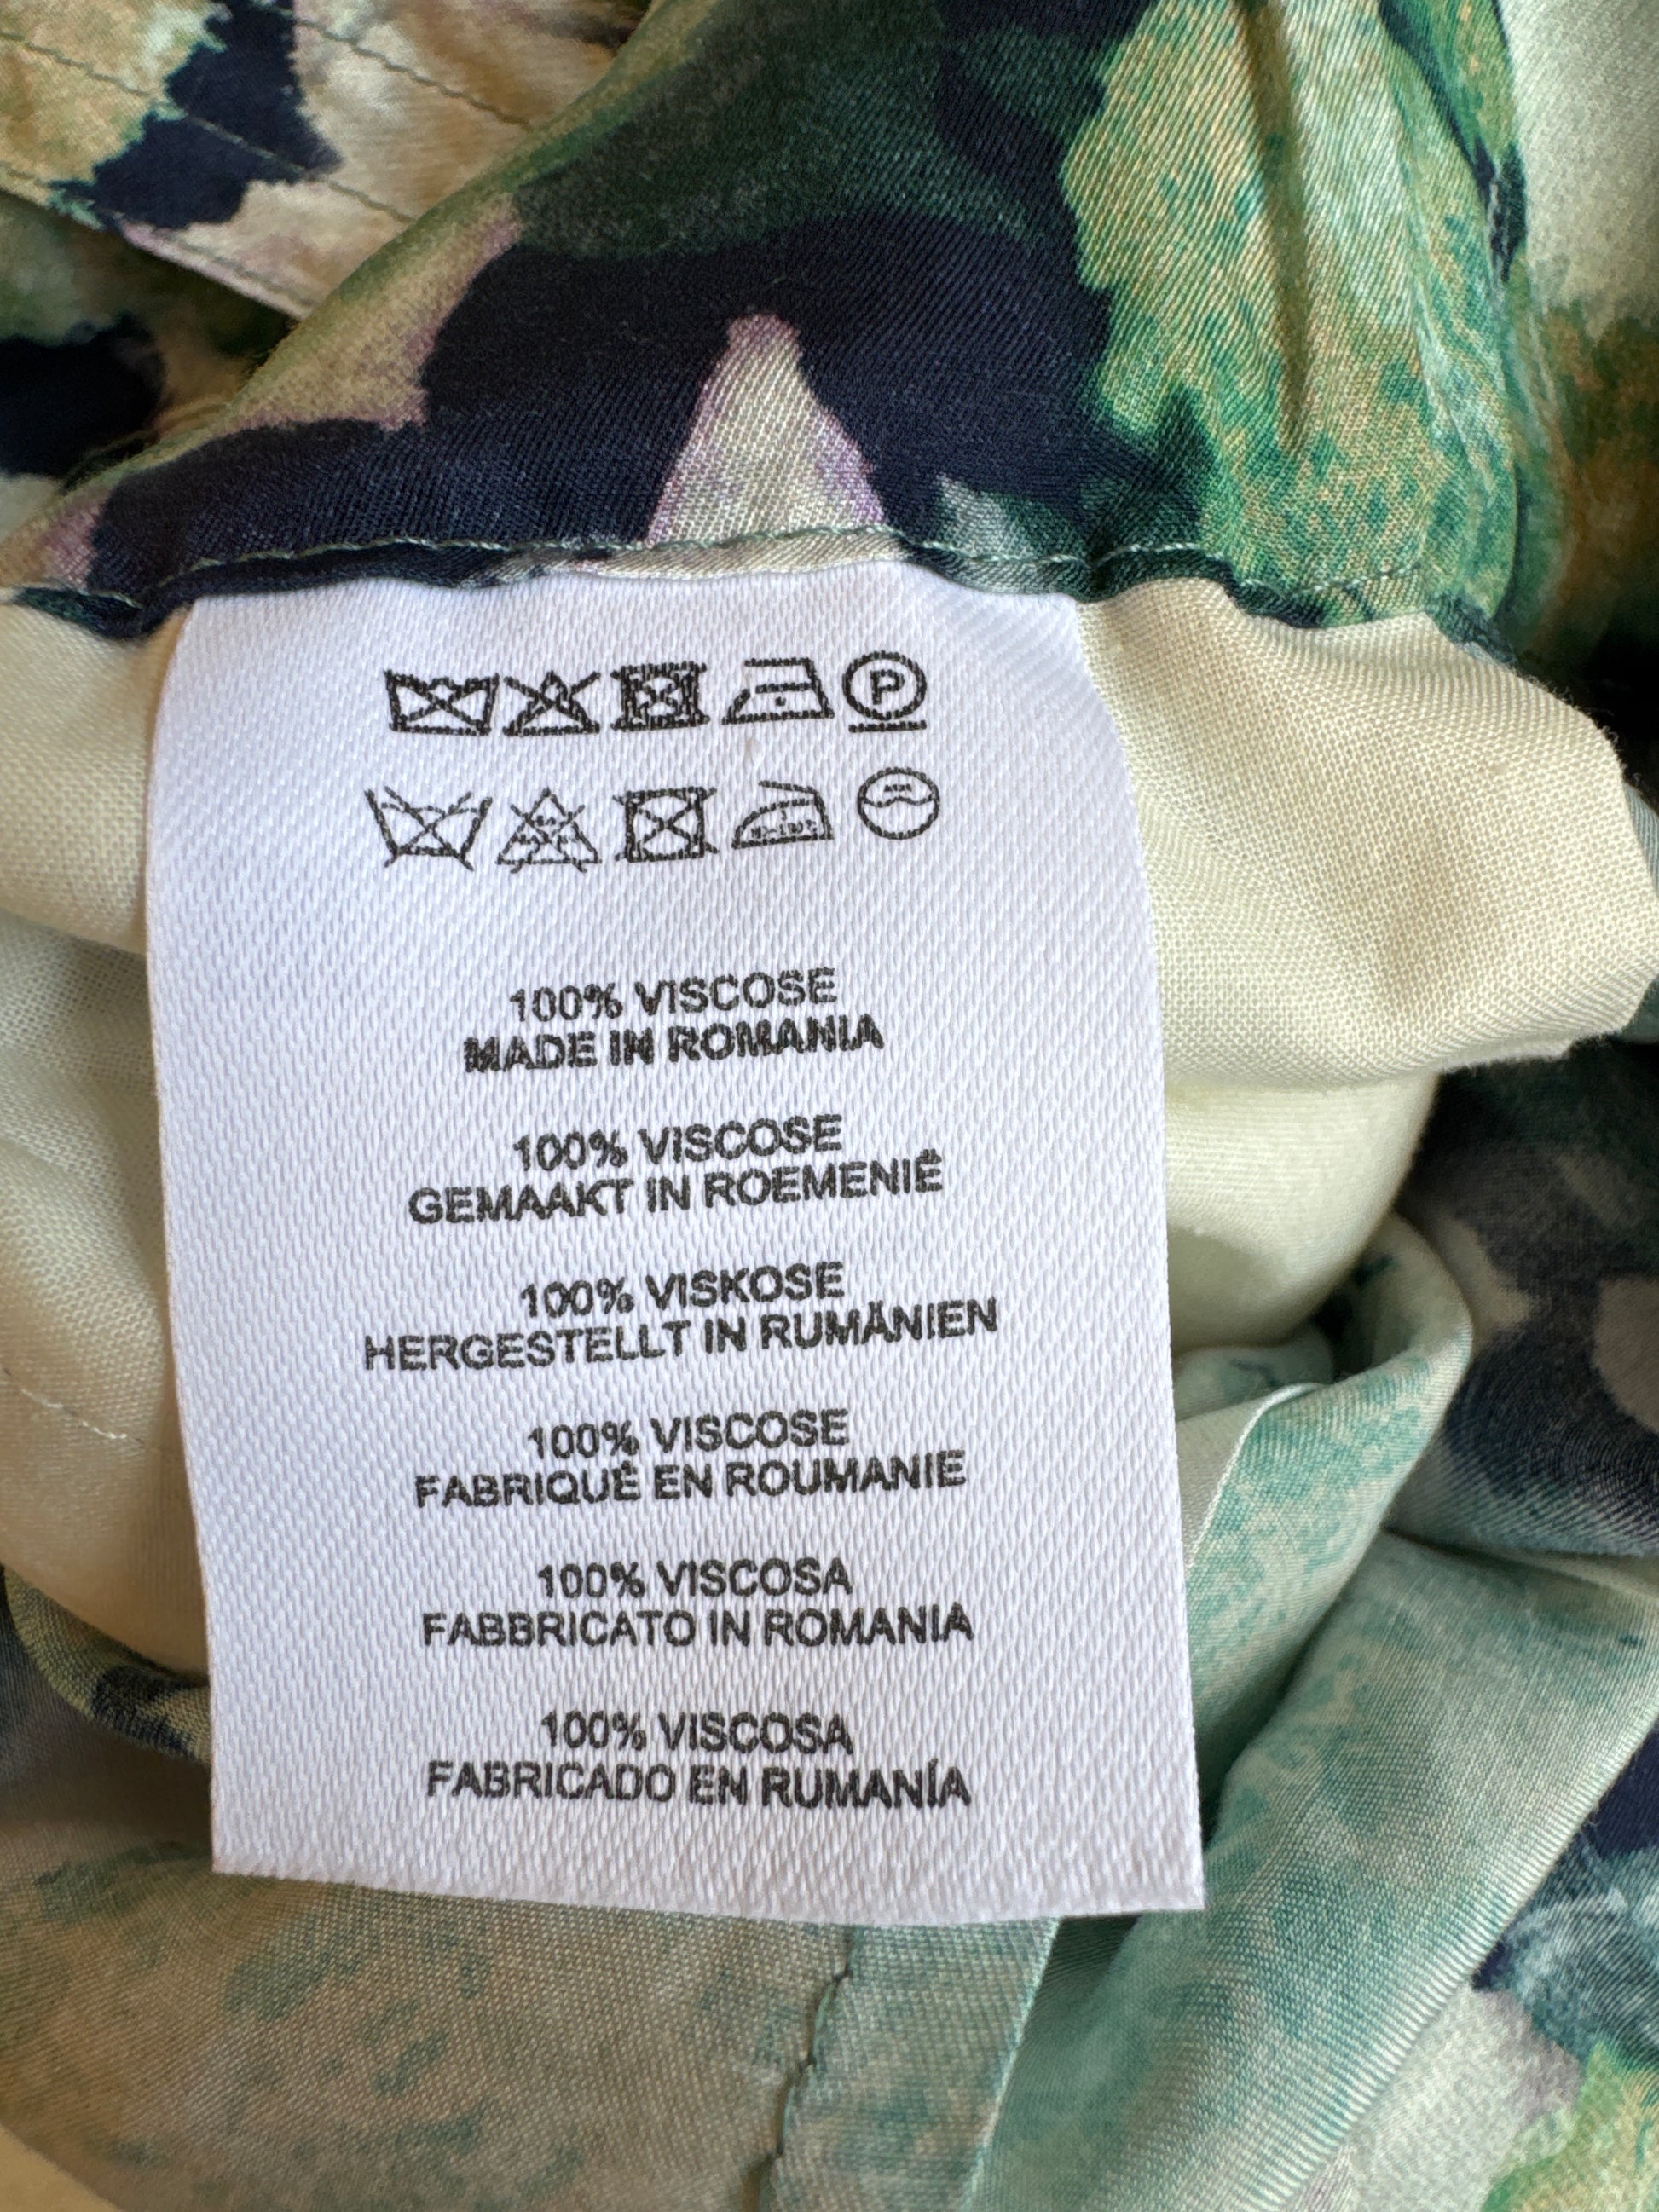 P
100% VISCOSE
MADE IN ROMANIA
100% VISCOSE
GEMAAKT IN ROEMENIË
100% VISKOSE
HERGESTELLT IN RUMÄNIEN
100% VISCOSE
FABRIQUÉ EN ROUMANIE
100% VISCOSA
FABBRICATO IN ROMANIA
100% VISCOSA
FABRICADO EN RUMANÍA